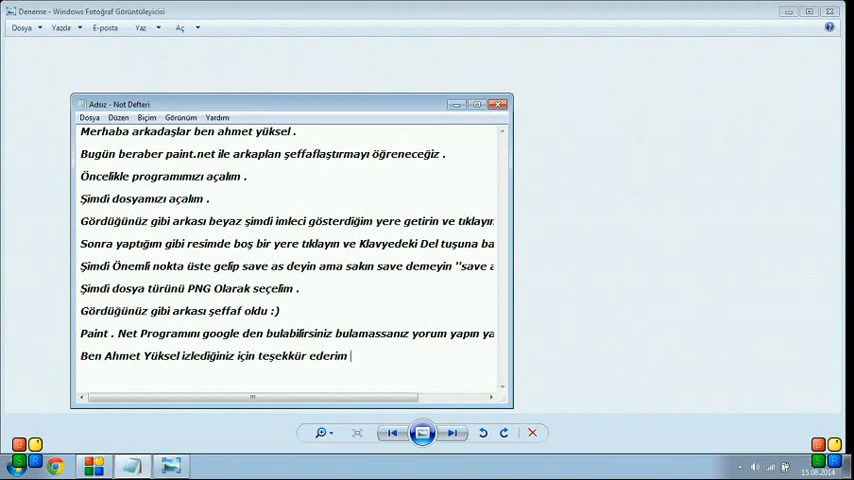 Deneme - Windows Fotoğraf Görüntüleyicisi
Dosya Yazdır E-posta Yaz Aç
Adsız - Not Defteri
Dosya Düzen Biçim Görünüm Yardım
Merhaba arkadaşlar ben ahmet yüksel .
Bugün beraber paint.net ile arkaplan şeffaflaştırmayı öğreneceğiz .
Öncelikle programımızı açalım .
Şimdi dosyamızı açalım .
Gördüğünüz gibi arkası beyaz şimdi imleci gösterdiğim yere getirin ve tıklayın
Sonra yaptığım gibi resimde boş bir yere tıklayın ve Klavyedeki Del tuşuna ba
Şimdi Önemli nokta üste gelip save as deyin ama sakın save demeyin "save a
Şimdi dosya türünü PNG Olarak seçelim .
Gördüğünüz gibi arkası şeffaf oldu :)
Paint . Net Programını google den bulabilirsiniz bulamassanız yorum yapın ya
Ben Ahmet Yüksel izlediğiniz için teşekkür ederim
B S R
B S R
15.08.2014